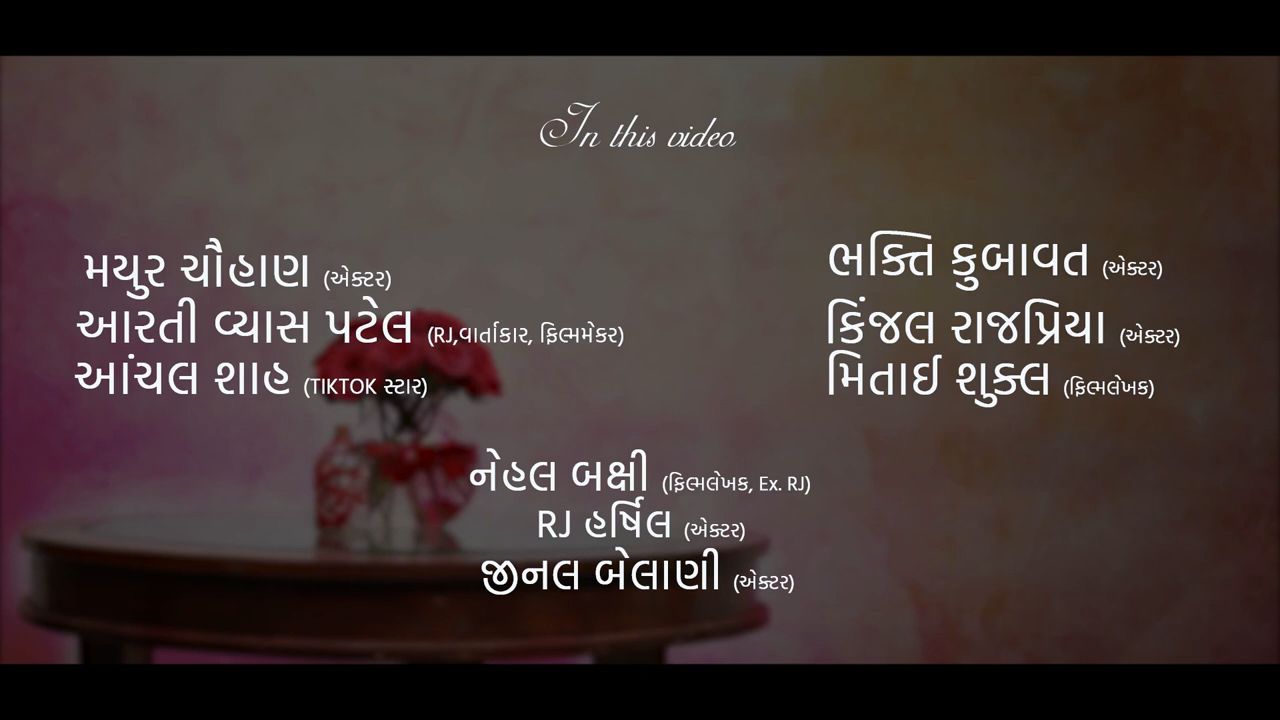 In this video
મયુર ચૌહાણ (એક્ટર)
આરતી વ્યાસ પટેલ (RJ,વાર્તાકાર, ફિલ્મમેકર)
આંચલ શાહ (TIKTOK સ્ટાર)
ભક્તિ કુબાવત (એક્ટર)
કિંજલ રાજપ્રિયા (એક્ટર)
મિતાઈ શુક્લ (ફિલ્મલેખક)
નેહલ બક્ષી (ફિલ્મલેખક, Ex. RJ)
RJ હર્ષિલ (એક્ટર)
જીનલ બેલાણી (એક્ટર)